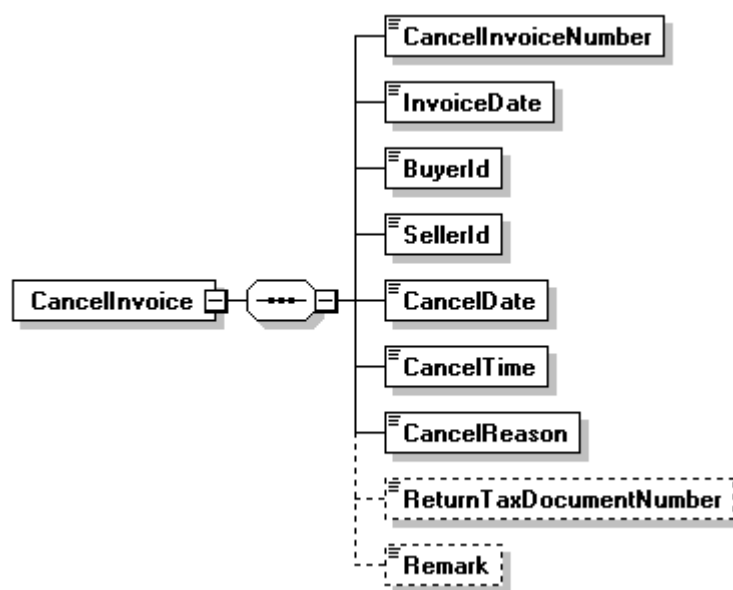 CancelInvoiceNumber
InvoiceDate
BuyerId
SellerId
CancelInvoice
CancelDate
CancelTime
CancelReason
ReturnTaxDocumentNumber
Remark